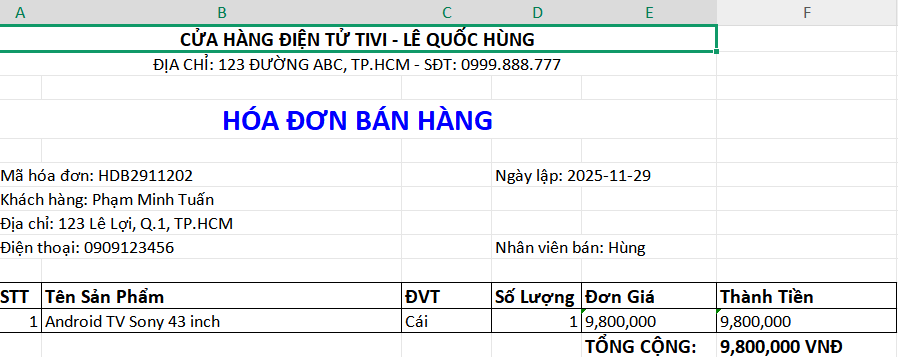 A B C D E F
CỬA HÀNG ĐIỆN TỬ TIVI - LÊ QUỐC HÙNG
ĐỊA CHỈ: 123 ĐƯỜNG ABC, TP.HCM - SĐT: 0999.888.777
HÓA ĐƠN BÁN HÀNG
Mã hóa đơn: HDB2911202 Ngày lập: 2025-11-29
Khách hàng: Phạm Minh Tuấn
Địa chỉ: 123 Lê Lợi, Q.1, TP.HCM
Điện thoại: 0909123456 Nhân viên bán: Hùng
STT Tên Sản Phẩm ĐVT Số Lượng Đơn Giá Thành Tiền
1 Android TV Sony 43 inch Cái 1 9,800,000 9,800,000
TỔNG CỘNG: 9,800,000 VNĐ